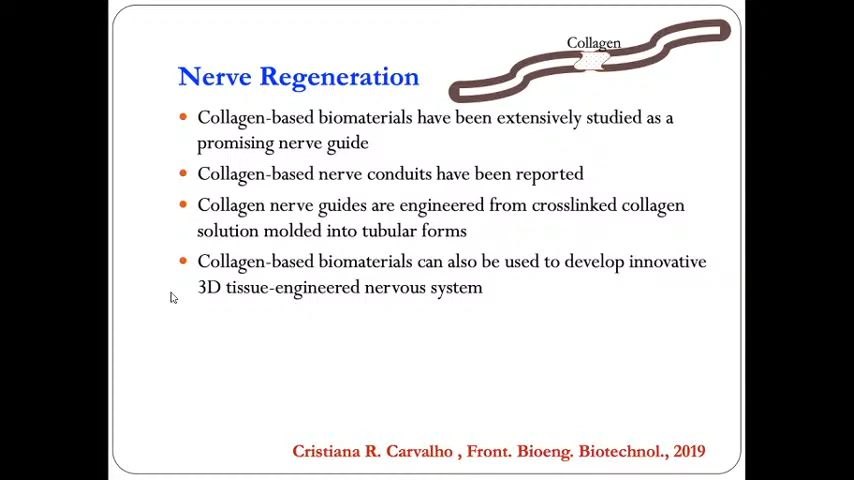 Collagen
Nerve Regeneration
Collagen-based biomaterials have been extensively studied as a
promising nerve guide
Collagen-based nerve conduits have been reported
Collagen nerve guides are engineered from crosslinked collagen
solution molded into tubular forms
Collagen-based biomaterials can also be used to develop innovative
3D tissue-engineered nervous system
Cristiana R. Carvalho , Front. Bioeng. Biotechnol., 2019